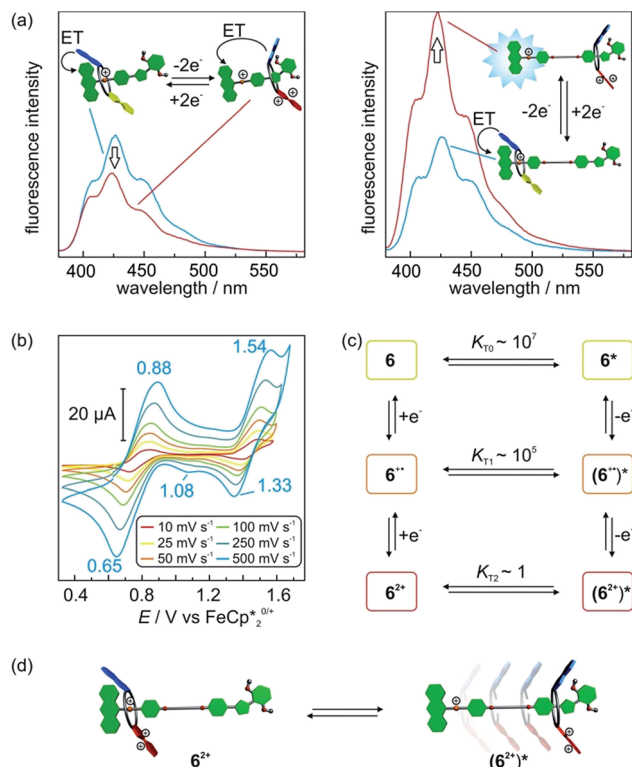 (a)
ET
ET
-2e⁻
+2e⁻
fluorescence intensity
400 450 500 550
wavelength / nm
-2e⁻ +2e⁻
ET
fluorescence intensity
400 450 500 550
wavelength / nm
(b)
0.88
1.54
20 µA
1.08
1.33
0.65
10 mV s⁻¹ 100 mV s⁻¹
25 mV s⁻¹ 250 mV s⁻¹
50 mV s⁻¹ 500 mV s⁻¹
0.4 0.8 1.2 1.6
E / V vs FeCp*₂⁰/⁺
(c)
K_T0 ~ 10⁷
6 6*
+e⁻ -e⁻
K_T1 ~ 10⁵
6•⁺ (6•⁺)*
+e⁻ -e⁻
K_T2 ~ 1
6²⁺ (6²⁺)*
(d)
6²⁺ (6²⁺)*